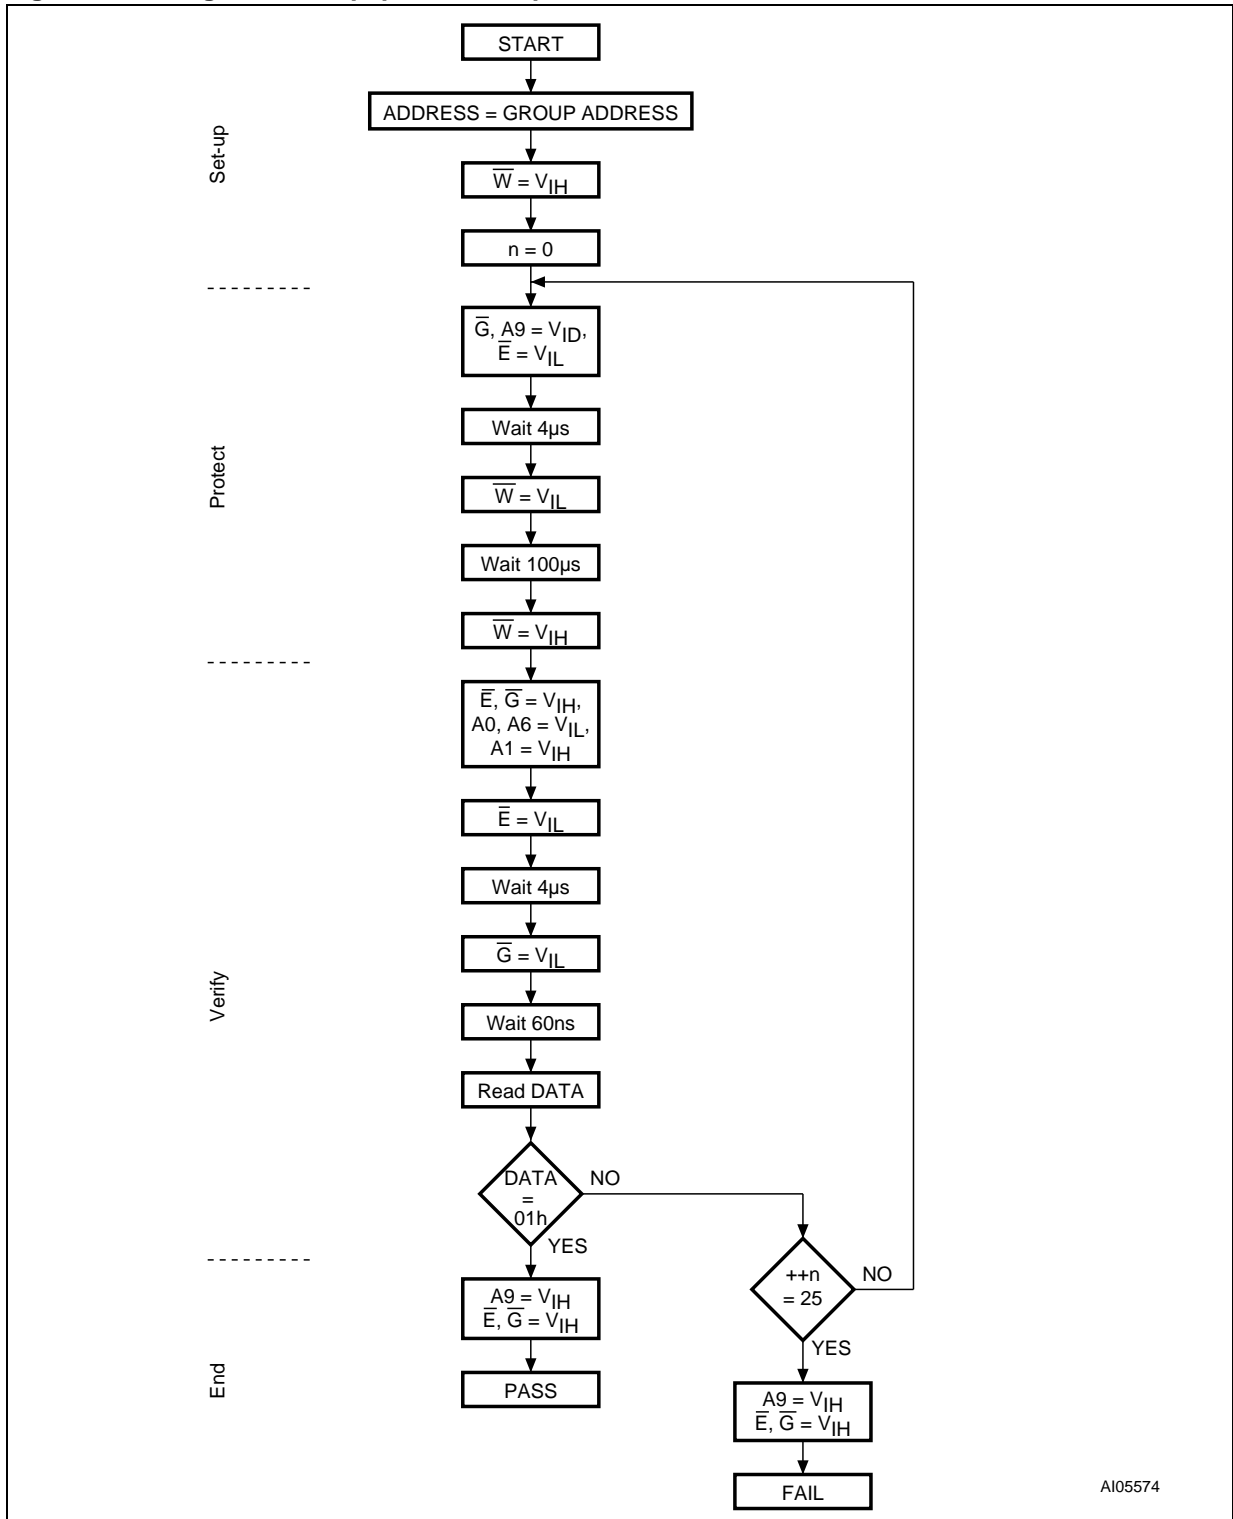 START
ADDRESS = GROUP ADDRESS
Set-up
W̅ = VIH
n = 0
G̅, A9 = VID,
E̅ = VIL
Wait 4µs
Protect
W̅ = VIL
Wait 100µs
W̅ = VIH
E̅, G̅ = VIH,
A0, A6 = VIL,
A1 = VIH
E̅ = VIL
Wait 4µs
G̅ = VIL
Verify
Wait 60ns
Read DATA
DATA
=
01h
NO
YES
++n
= 25
NO
YES
A9 = VIH
E̅, G̅ = VIH
End
PASS
A9 = VIH
E̅, G̅ = VIH
FAIL
AI05574